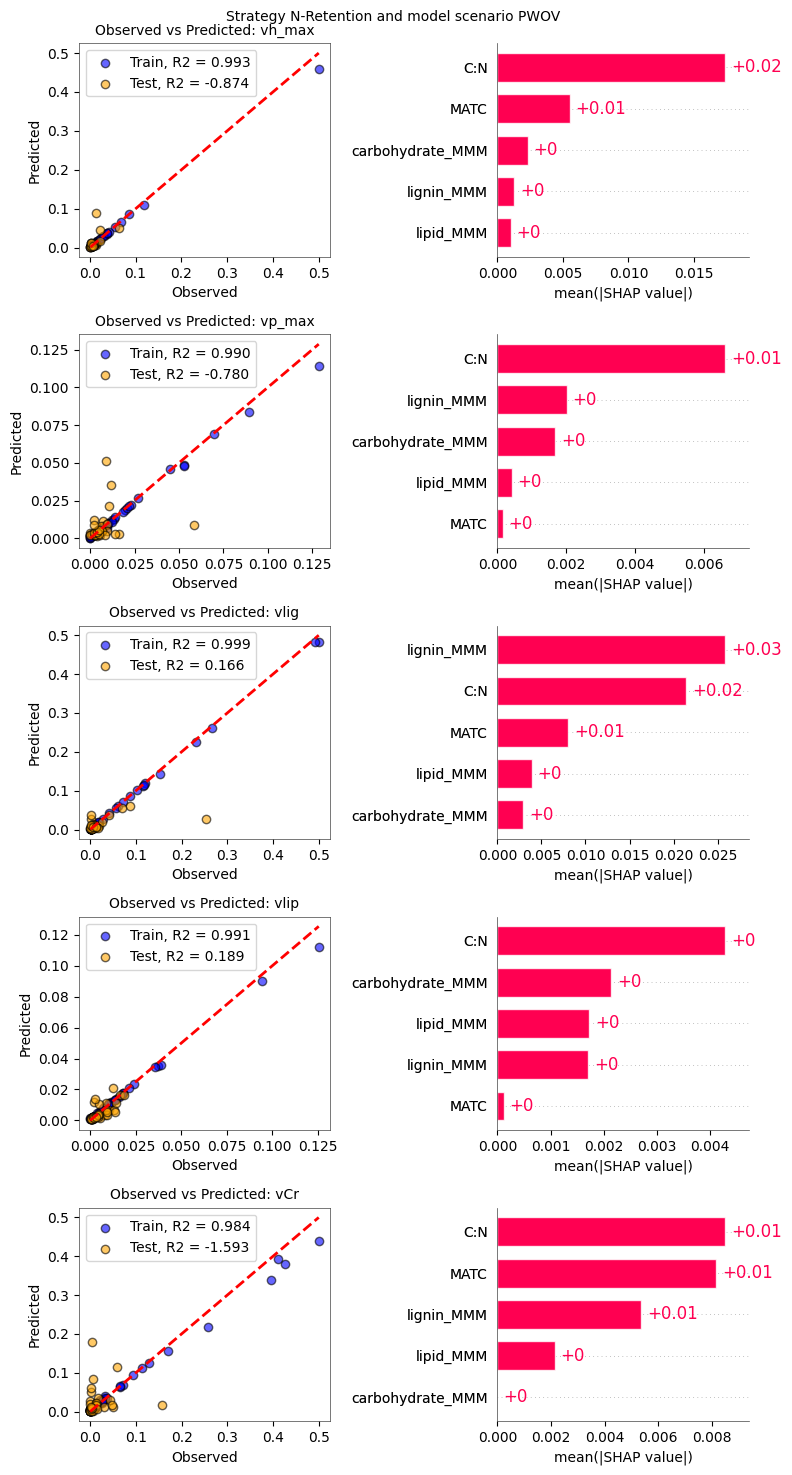 Strategy N-Retention and model scenario PWOV
Observed vs Predicted: vh_max
Train, R2 = 0.993
Test, R2 = -0.874
Predicted
0.5
0.4
0.3
0.2
0.1
0.0
0.0 0.1 0.2 0.3 0.4 0.5
Observed
C:N +0.02
MATC +0.01
carbohydrate_MMM +0
lignin_MMM +0
lipid_MMM +0
0.000 0.005 0.010 0.015
mean(|SHAP value|)
Observed vs Predicted: vp_max
Train, R2 = 0.990
Test, R2 = -0.780
Predicted
0.125
0.100
0.075
0.050
0.025
0.000
0.000 0.025 0.050 0.075 0.100 0.125
Observed
C:N +0.01
lignin_MMM +0
carbohydrate_MMM +0
lipid_MMM +0
MATC +0
0.000 0.002 0.004 0.006
mean(|SHAP value|)
Observed vs Predicted: vlig
Train, R2 = 0.999
Test, R2 = 0.166
Predicted
0.5
0.4
0.3
0.2
0.1
0.0
0.0 0.1 0.2 0.3 0.4 0.5
Observed
lignin_MMM +0.03
C:N +0.02
MATC +0.01
lipid_MMM +0
carbohydrate_MMM +0
0.000 0.005 0.010 0.015 0.020 0.025
mean(|SHAP value|)
Observed vs Predicted: vlip
Train, R2 = 0.991
Test, R2 = 0.189
Predicted
0.12
0.10
0.08
0.06
0.04
0.02
0.00
0.000 0.025 0.050 0.075 0.100 0.125
Observed
C:N +0
carbohydrate_MMM +0
lipid_MMM +0
lignin_MMM +0
MATC +0
0.000 0.001 0.002 0.003 0.004
mean(|SHAP value|)
Observed vs Predicted: vCr
Train, R2 = 0.984
Test, R2 = -1.593
Predicted
0.5
0.4
0.3
0.2
0.1
0.0
0.0 0.1 0.2 0.3 0.4 0.5
Observed
C:N +0.01
MATC +0.01
lignin_MMM +0.01
lipid_MMM +0
carbohydrate_MMM +0
0.000 0.002 0.004 0.006 0.008
mean(|SHAP value|)